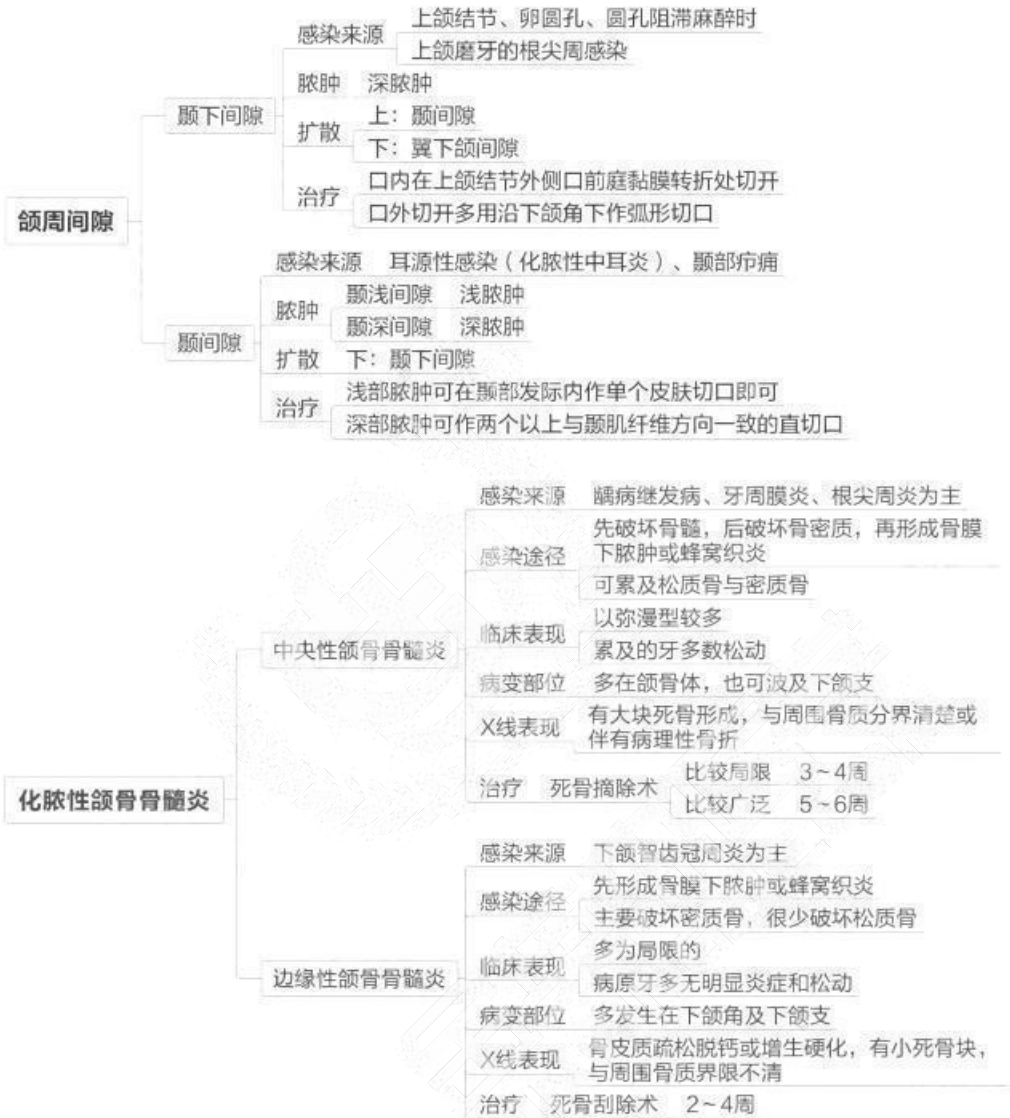 颌周间隙
颞下间隙
感染来源
上颌结节、卵圆孔、圆孔阻滞麻醉时
上颌磨牙的根尖周感染
脓肿 深脓肿
扩散
上：颞间隙
下：翼下颌间隙
治疗
口内在上颌结节外侧口前庭黏膜转折处切开
口外切开多用沿下颌角下作弧形切口
颞间隙
感染来源 耳源性感染（化脓性中耳炎）、颞部疖痈
脓肿
颞浅间隙 浅脓肿
颞深间隙 深脓肿
扩散 下：颞下间隙
治疗
浅部脓肿可在颞部发际内作单个皮肤切口即可
深部脓肿可作两个以上与颞肌纤维方向一致的直切口
化脓性颌骨骨髓炎
中央性颌骨骨髓炎
感染来源 龋病继发病、牙周膜炎、根尖周炎为主
感染途径
先破坏骨髓，后破坏骨密质，再形成骨膜
下脓肿或蜂窝织炎
可累及松质骨与密质骨
临床表现
以弥漫型较多
累及的牙多数松动
病变部位 多在颌骨体，也可波及下颌支
X线表现
有大块死骨形成，与周围骨质分界清楚或
伴有病理性骨折
治疗 死骨摘除术
比较局限 3~4周
比较广泛 5~6周
边缘性颌骨骨髓炎
感染来源 下颌智齿冠周炎为主
感染途径
先形成骨膜下脓肿或蜂窝织炎
主要破坏密质骨，很少破坏松质骨
临床表现
多为局限的
病原牙多无明显炎症和松动
病变部位 多发生在下颌角及下颌支
X线表现
骨皮质疏松脱钙或增生硬化，有小死骨块，
与周围骨质界限不清
治疗 死骨刮除术 2~4周